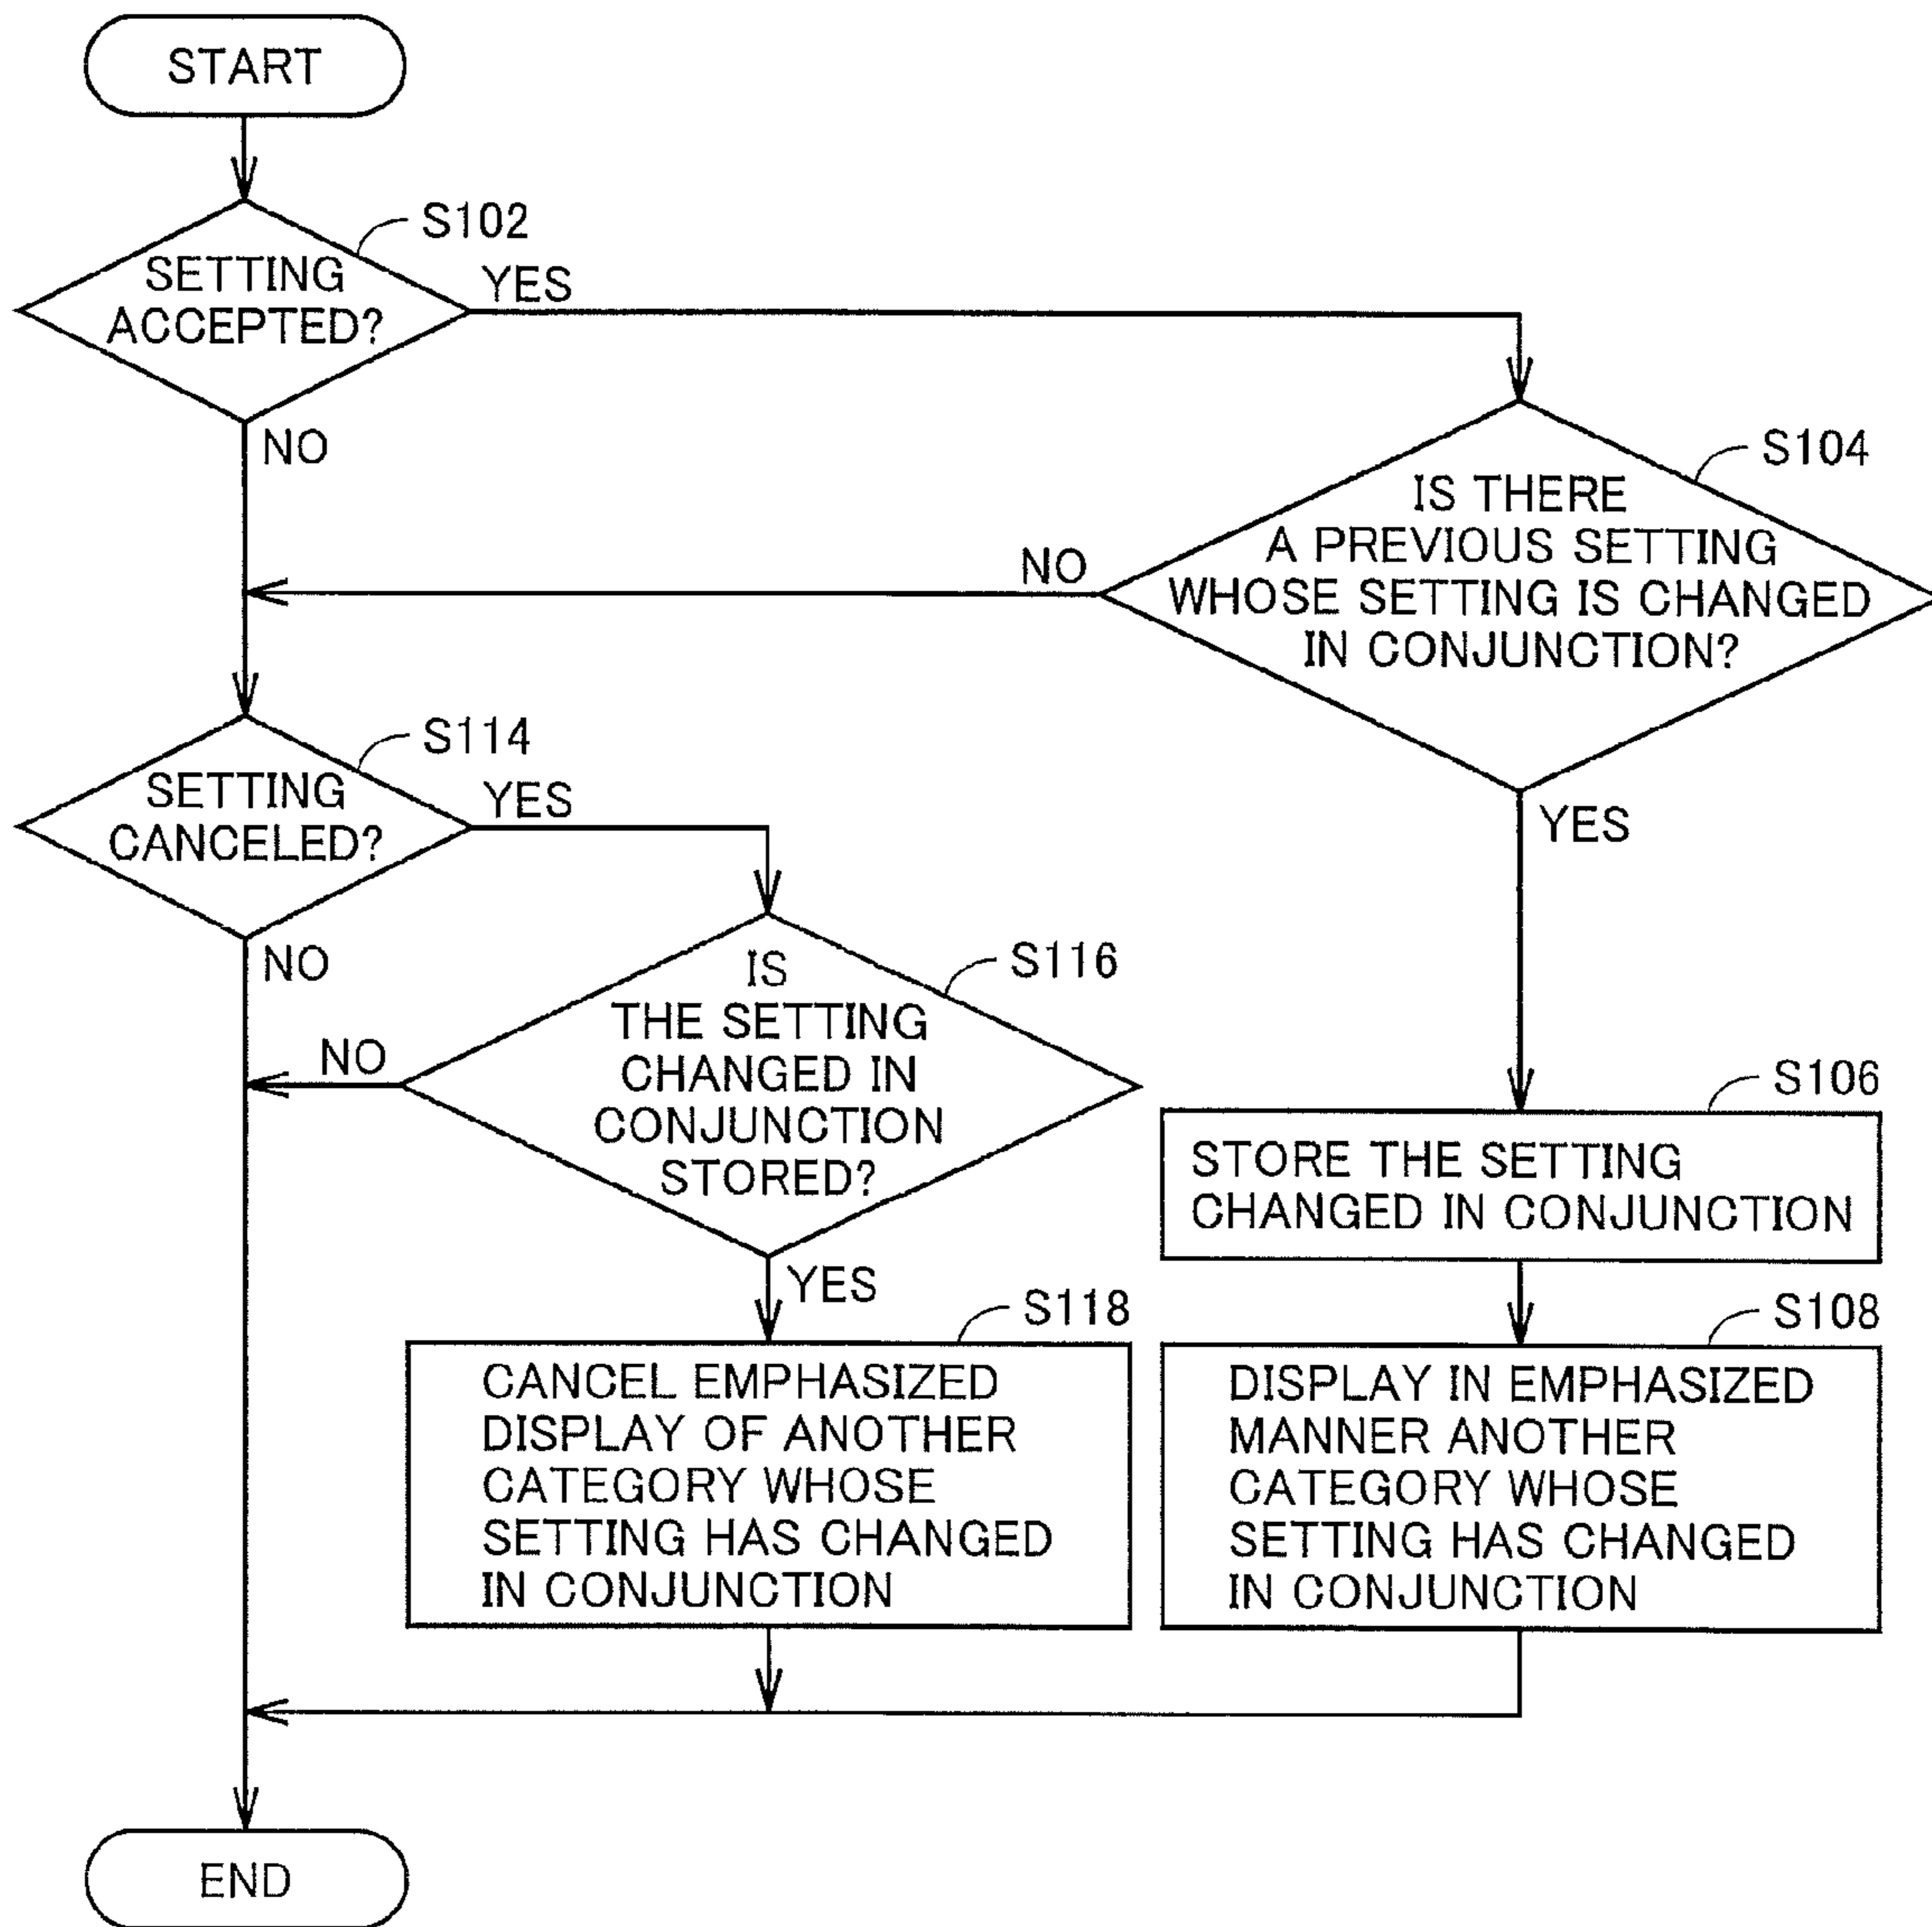 START
S102
SETTING
ACCEPTED?
YES
NO
S104
IS THERE
A PREVIOUS SETTING
WHOSE SETTING IS CHANGED
IN CONJUNCTION?
NO
YES
S114
SETTING
CANCELED?
YES
NO
S116
IS
THE SETTING
CHANGED IN
CONJUNCTION
STORED?
NO
YES
S106
STORE THE SETTING
CHANGED IN CONJUNCTION
S118
CANCEL EMPHASIZED
DISPLAY OF ANOTHER
CATEGORY WHOSE
SETTING HAS CHANGED
IN CONJUNCTION
S108
DISPLAY IN EMPHASIZED
MANNER ANOTHER
CATEGORY WHOSE
SETTING HAS CHANGED
IN CONJUNCTION
END